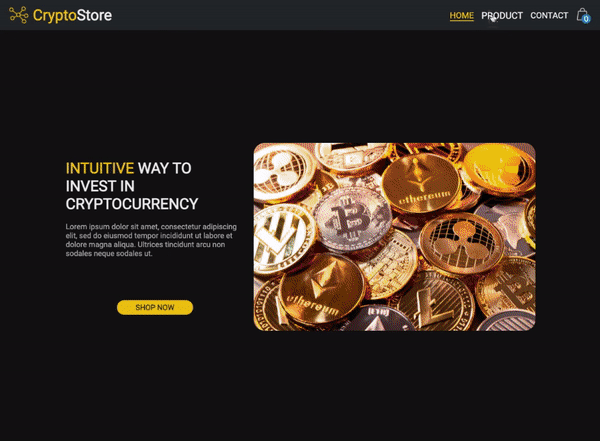 CryptoStore
HOME PRODUCT CONTACT 0
INTUITIVE WAY TO
INVEST IN
CRYPTOCURRENCY
Lorem ipsum dolor sit amet, consectetur adipiscing
elit, sed do eiusmod tempor incididunt ut labore et
dolore magna aliqua. Ultrices tincidunt arcu non
sodales neque sodales ut.
SHOP NOW
ethereum
ethereum